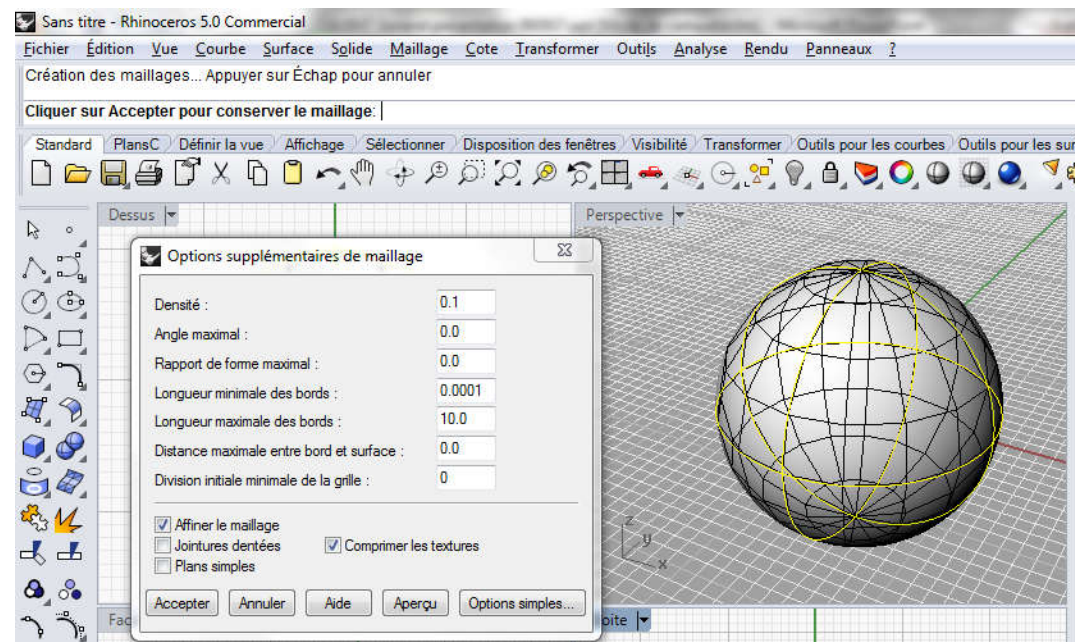 Sans titre - Rhinoceros 5.0 Commercial
Fichier Édition Vue Courbe Surface Solide Maillage Cote Transformer Outils Analyse Rendu Panneaux ?
Création des maillages... Appuyer sur Échap pour annuler
Cliquer sur Accepter pour conserver le maillage:
Standard PlansC Définir la vue Affichage Sélectionner Disposition des fenêtres Visibilité Transformer Outils pour les courbes Outils pour les sur
Dessus Perspective
Options supplémentaires de maillage
Densité : 0.1
Angle maximal : 0.0
Rapport de forme maximal : 0.0
Longueur minimale des bords : 0.0001
Longueur maximale des bords : 10.0
Distance maximale entre bord et surface : 0.0
Division initiale minimale de la grille : 0
Affiner le maillage
Jointures dentées Comprimer les textures
Plans simples
z
y
x
Accepter Annuler Aide Aperçu Options simples...
Fac oite